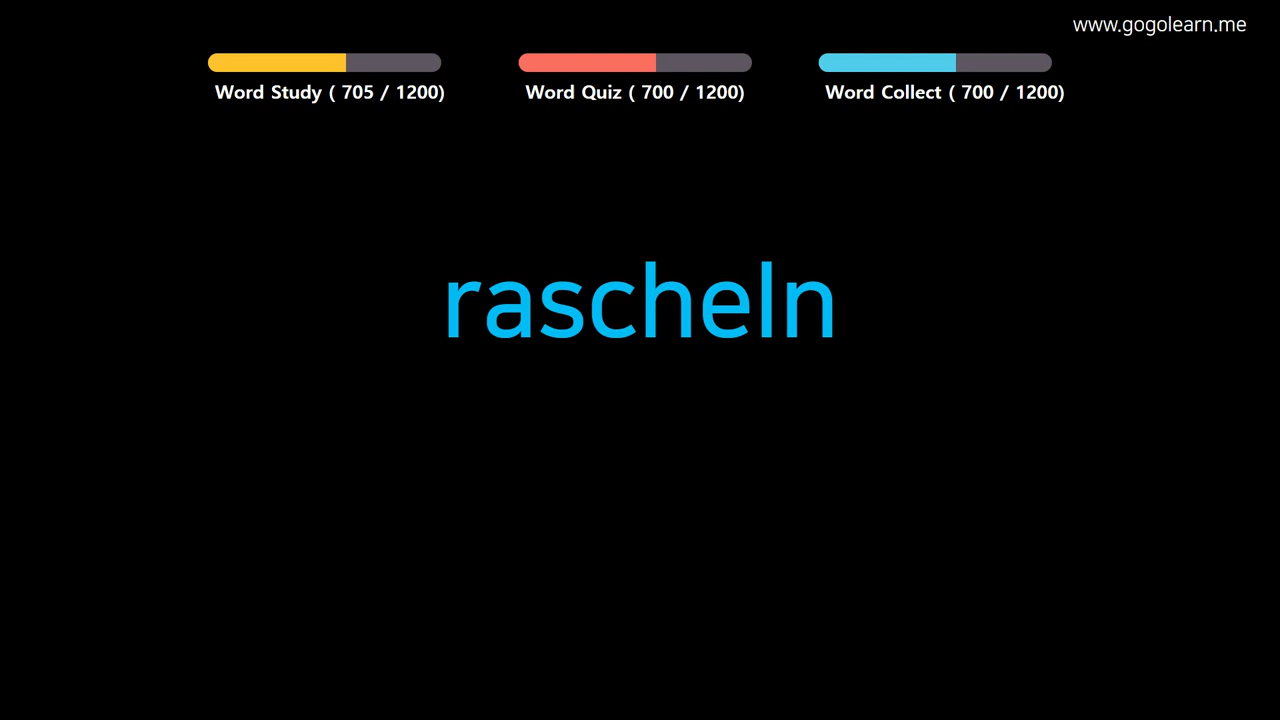 www.gogolearn.me
Word Study ( 705 / 1200)
Word Quiz ( 700 / 1200)
Word Collect ( 700 / 1200)
rascheln